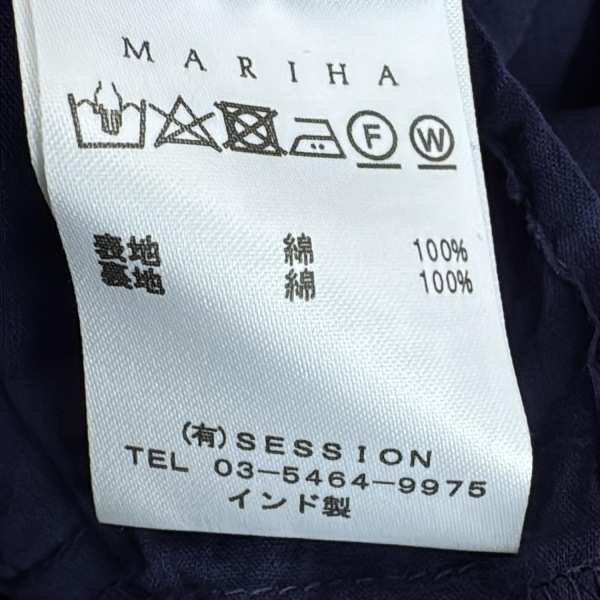 MARIHA
F W
表地 綿 100%
裏地 綿 100%
(有)SESSION
TEL 03-5464-9975
インド製